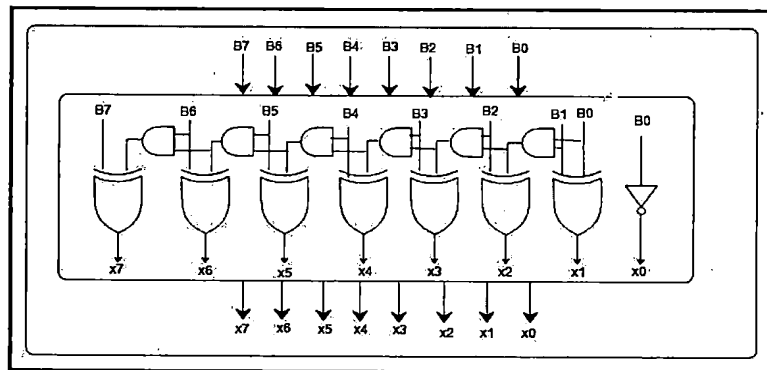 B7 B6 B5 B4 B3 B2 B1 B0
B7 B6 B5 B4 B3 B2 B1 B0 B0
x7 x6 x5 x4 x3 x2 x1 x0
x7 x6 x5 x4 x3 x2 x1 x0